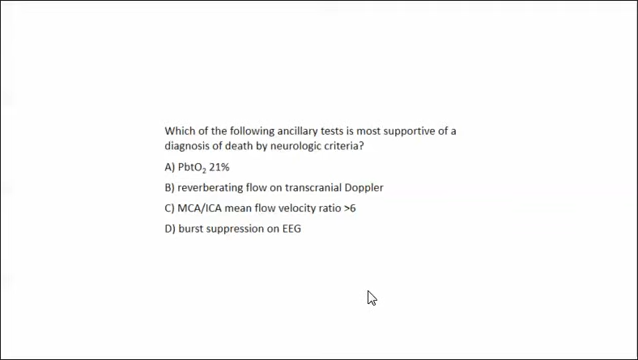 Which of the following ancillary tests is most supportive of a
diagnosis of death by neurologic criteria?
A) PbtO₂ 21%
B) reverberating flow on transcranial Doppler
C) MCA/ICA mean flow velocity ratio >6
D) burst suppression on EEG